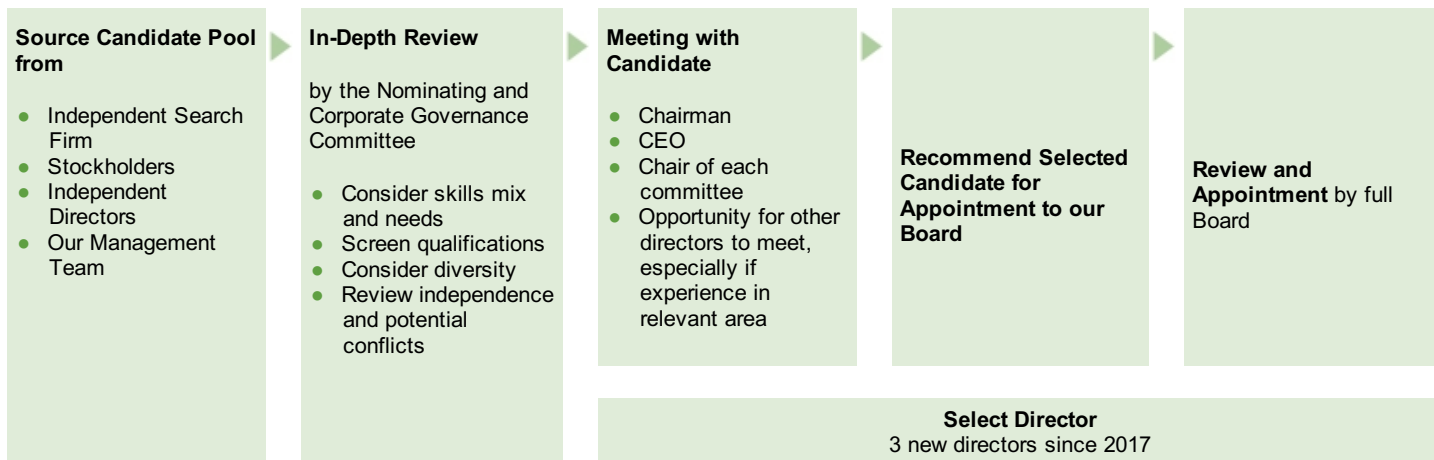 Source Candidate Pool
from
● Independent Search
Firm
● Stockholders
● Independent
Directors
● Our Management
Team
In-Depth Review
by the Nominating and
Corporate Governance
Committee
● Consider skills mix
and needs
● Screen qualifications
● Consider diversity
● Review independence
and potential
conflicts
Meeting with
Candidate
● Chairman
● CEO
● Chair of each
committee
● Opportunity for other
directors to meet,
especially if
experience in
relevant area
Recommend Selected
Candidate for
Appointment to our
Board
Review and
Appointment by full
Board
Select Director
3 new directors since 2017